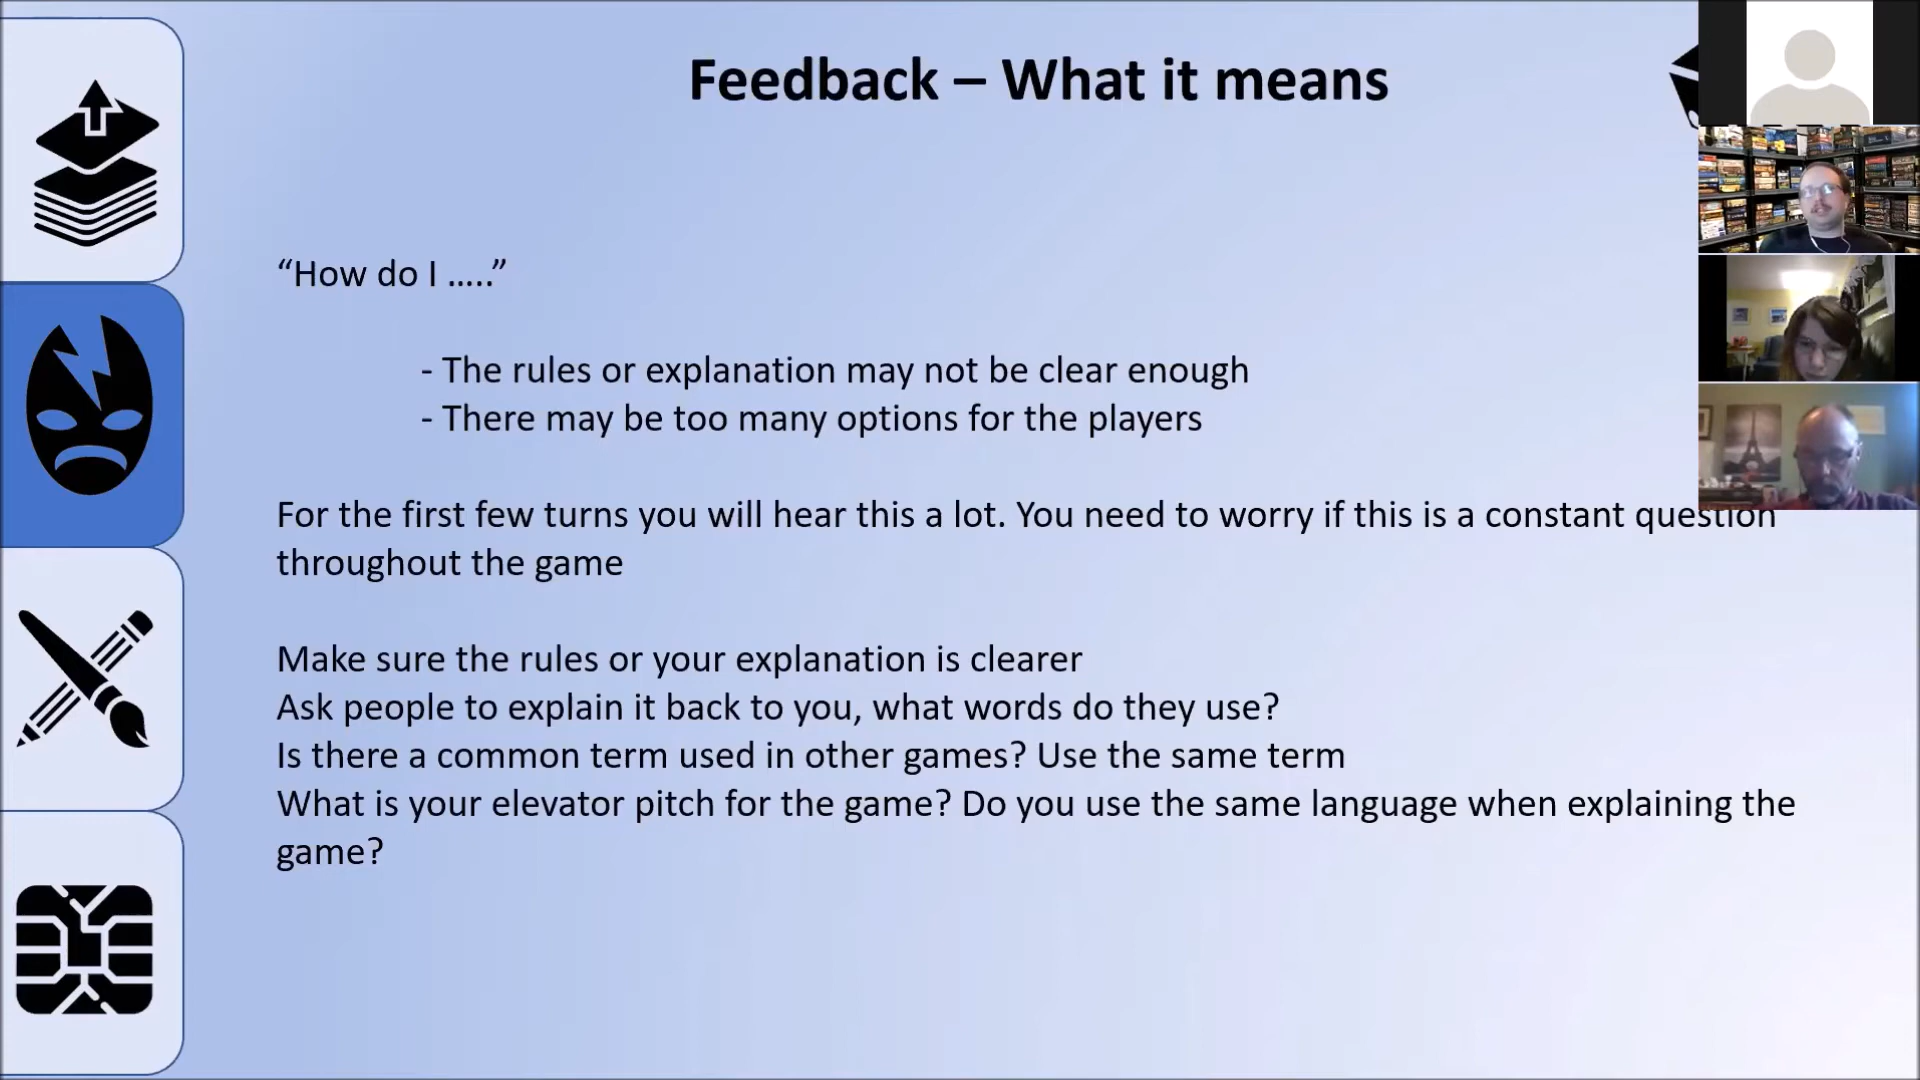 Feedback – What it means
“How do I .....”
- The rules or explanation may not be clear enough
- There may be too many options for the players
For the first few turns you will hear this a lot. You need to worry if this is a constant question
throughout the game
Make sure the rules or your explanation is clearer
Ask people to explain it back to you, what words do they use?
Is there a common term used in other games? Use the same term
What is your elevator pitch for the game? Do you use the same language when explaining the
game?